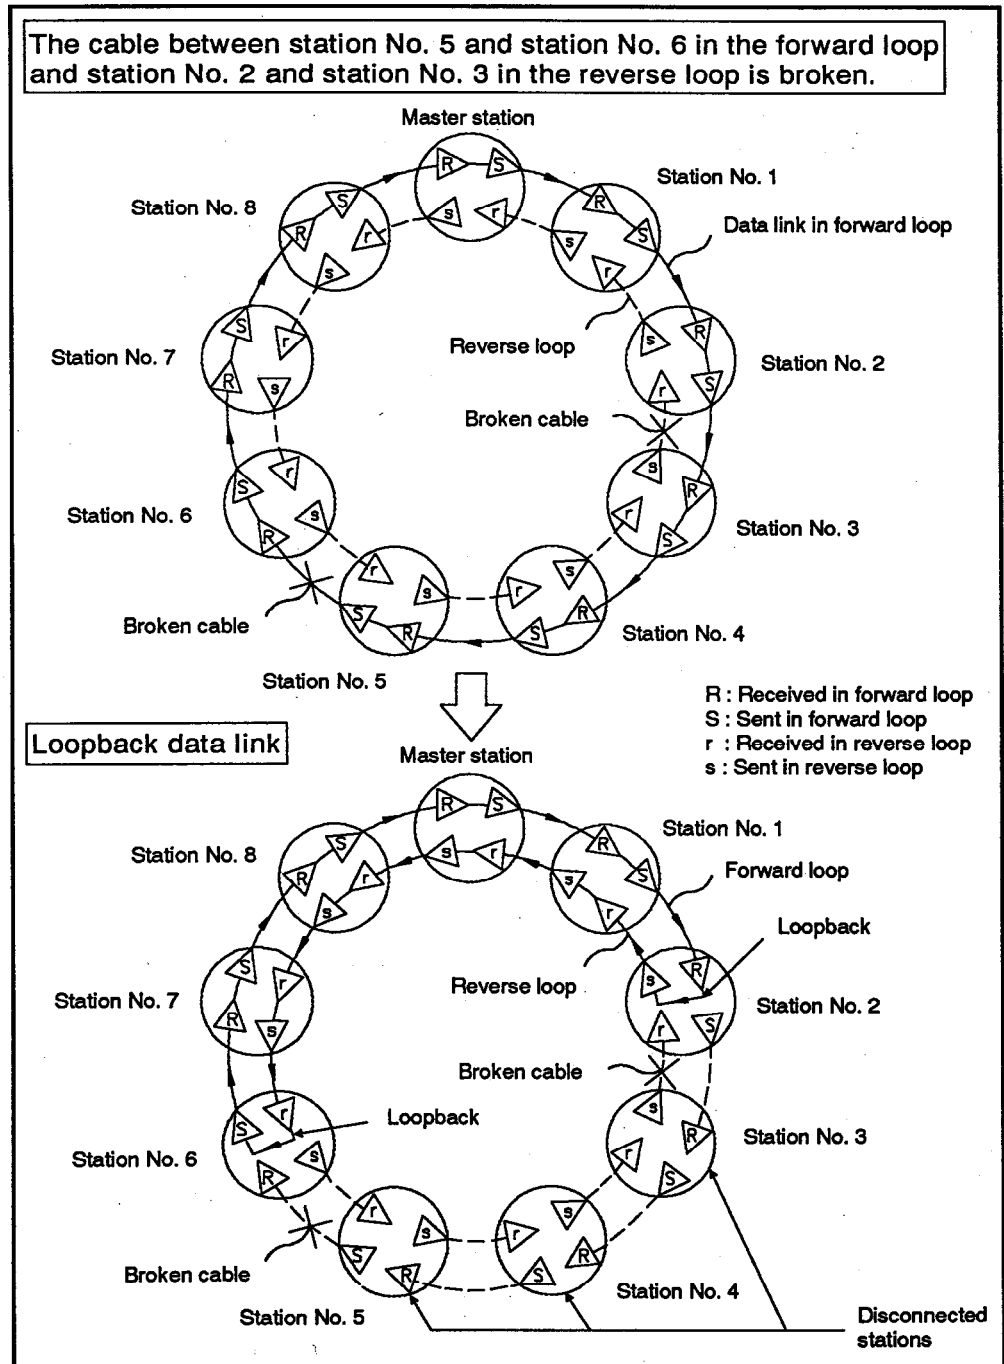 The cable between station No. 5 and station No. 6 in the forward loop
and station No. 2 and station No. 3 in the reverse loop is broken.
Master station
R S
s r
Station No. 1
R S
s r
Station No. 8
S R
r s
Data link in forward loop
Reverse loop
Station No. 7
S R
r s
Station No. 2
R S
s r
Broken cable
Station No. 6
S R
r s
Station No. 3
R S
s r
Broken cable
Station No. 5
r s
S R
Station No. 4
r s
S R
R : Received in forward loop
S : Sent in forward loop
r : Received in reverse loop
s : Sent in reverse loop
Loopback data link
Master station
R S
s r
Station No. 1
R S
s r
Station No. 8
S R
r s
Forward loop
Loopback
Reverse loop
Station No. 7
S R
r s
Station No. 2
R S
s r
Broken cable
Loopback
Station No. 6
S R
r s
Station No. 3
R S
s r
Broken cable
Station No. 5
r s
S R
Station No. 4
r s
S R
Disconnected
stations